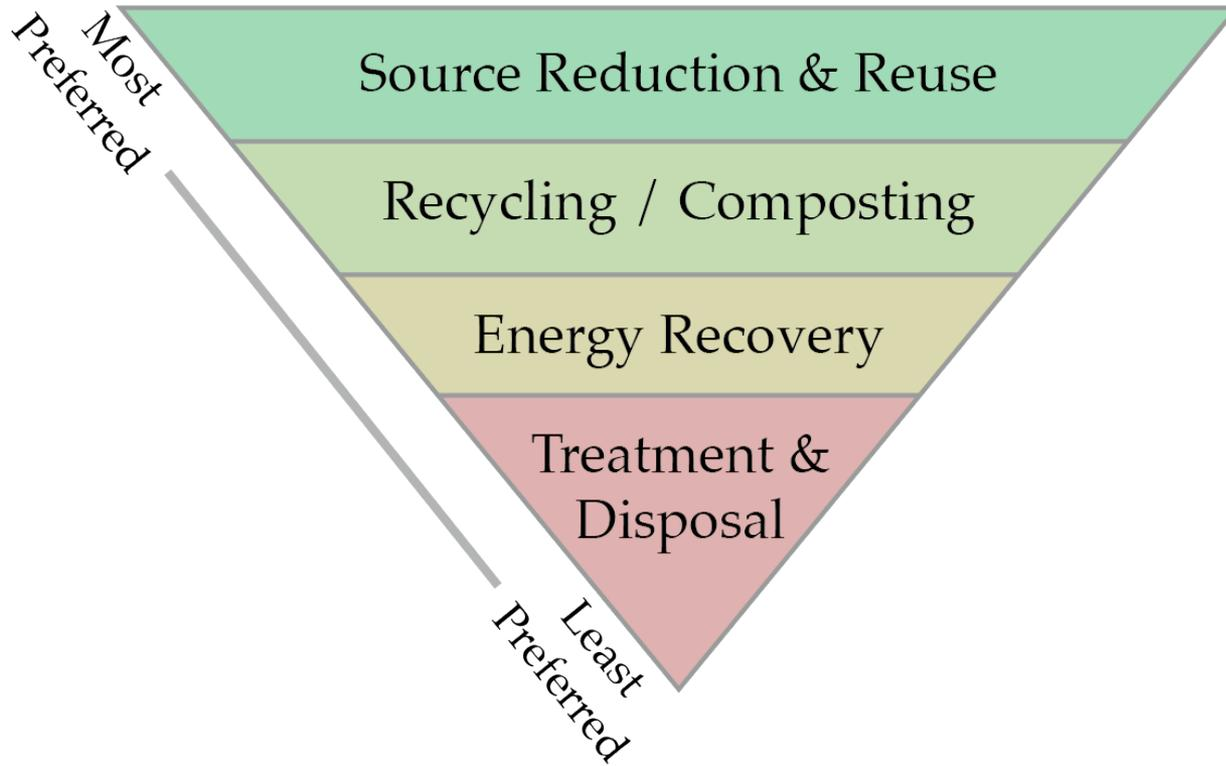 Most
Preferred
Source Reduction & Reuse
Recycling / Composting
Energy Recovery
Treatment &
Disposal
Least
Preferred